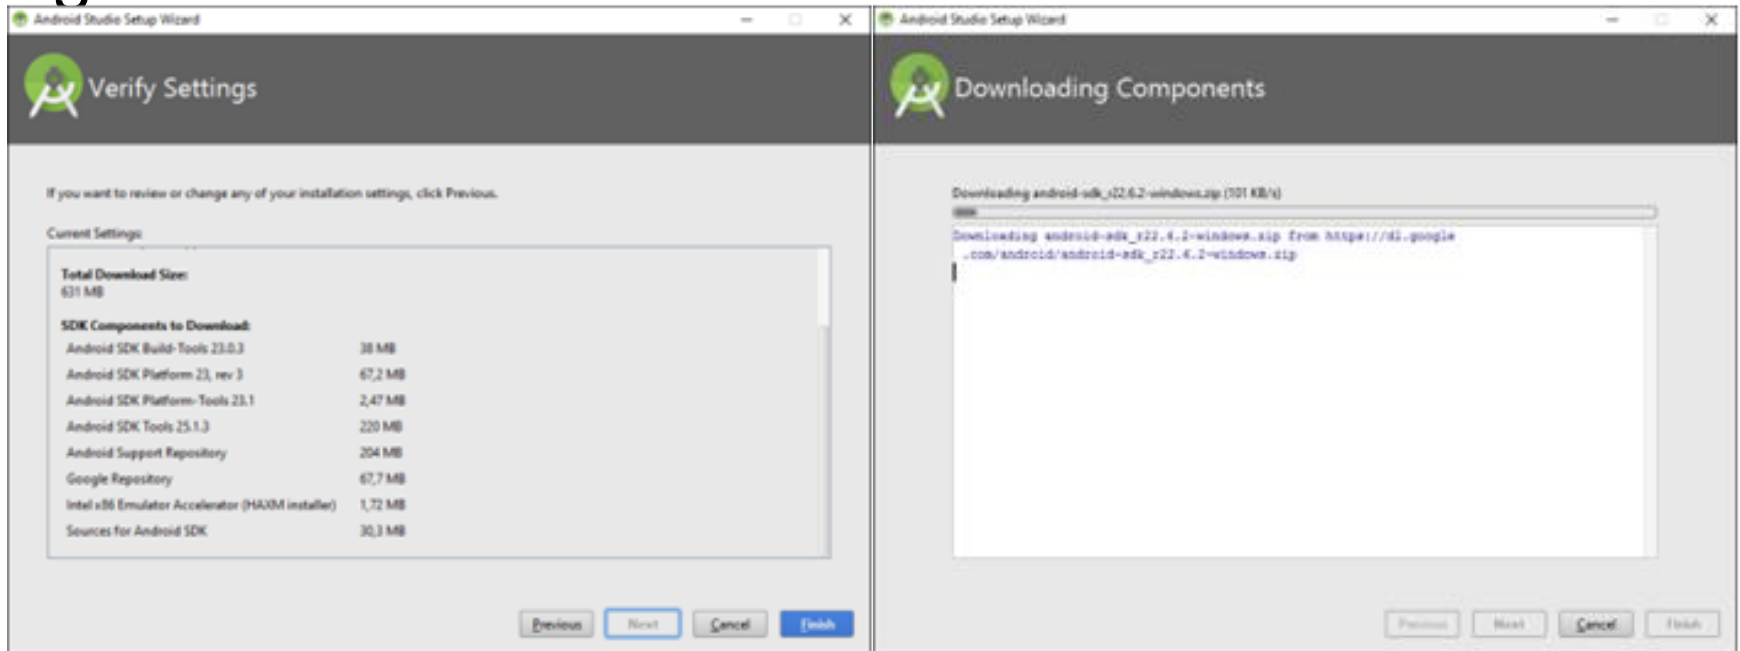 Android Studio Setup Wizard
Verify Settings
If you want to review or change any of your installation settings, click Previous.
Current Settings:
Total Download Size:
631 MB
SDK Components to Download:
Android SDK Build-Tools 23.0.3 38 MB
Android SDK Platform 23, rev 3 67,2 MB
Android SDK Platform-Tools 23.1 2,47 MB
Android SDK Tools 25.1.3 220 MB
Android Support Repository 204 MB
Google Repository 67,7 MB
Intel x86 Emulator Accelerator (HAXM installer) 1,72 MB
Sources for Android SDK 30,3 MB
Previous Next Cancel Finish
Android Studio Setup Wizard
Downloading Components
Downloading android-sdk_r22.6.2-windows.zip (101 KB/s)
Downloading android-sdk_r22.6.2-windows.zip from https://dl.google
.com/android/android-sdk_r22.6.2-windows.zip
Previous Next Cancel Finish